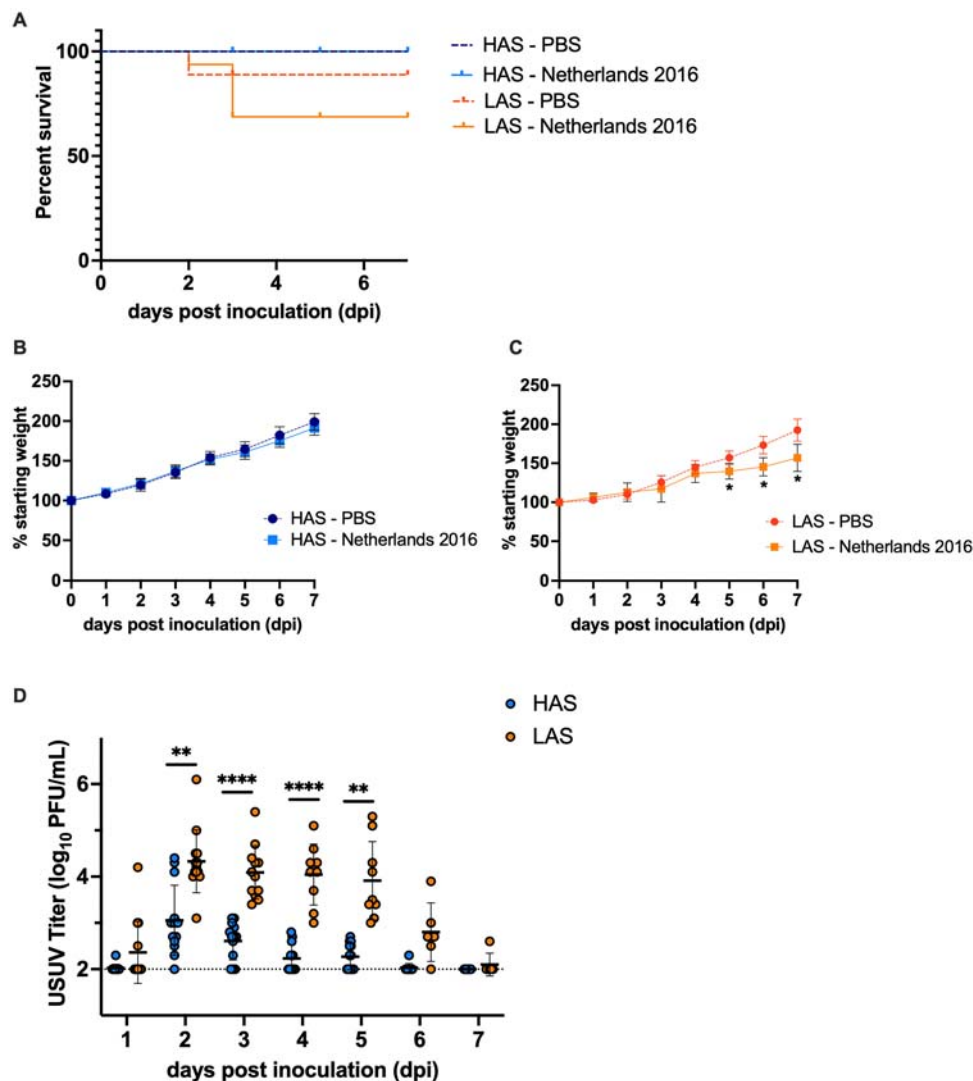 A
Percent survival
100
50
0
0 2 4 6
days post inoculation (dpi)
HAS - PBS
HAS - Netherlands 2016
LAS - PBS
LAS - Netherlands 2016
B
% starting weight
250
200
150
100
50
0
0 1 2 3 4 5 6 7
days post inoculation (dpi)
HAS - PBS
HAS - Netherlands 2016
C
% starting weight
250
200
150
100
50
0
0 1 2 3 4 5 6 7
days post inoculation (dpi)
LAS - PBS
LAS - Netherlands 2016
* * *
D
USUV Titer (log10 PFU/mL)
6
4
2
** **** **** **
1 2 3 4 5 6 7
days post inoculation (dpi)
HAS
LAS